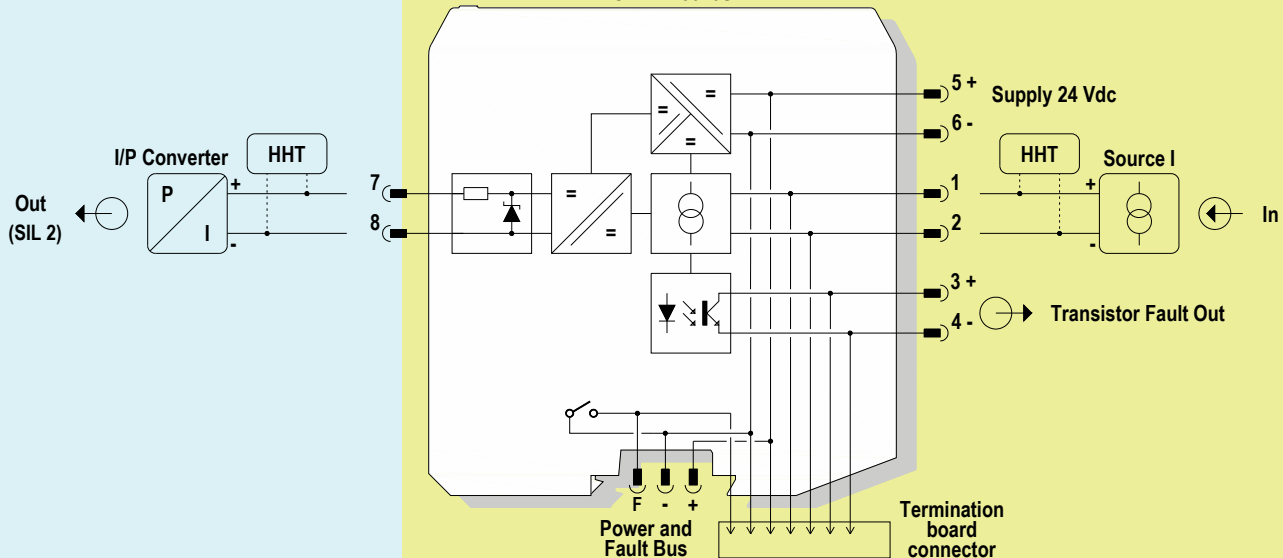 5 +
Supply 24 Vdc
=
=
=
6 -
I/P Converter
HHT
HHT
Source I
P
+
7
=
1
+
Out
(SIL 2)
In
I
-
8
=
2
-
3 +
Transistor Fault Out
4 -
F - +
Power and
Fault Bus
Termination
board
connector